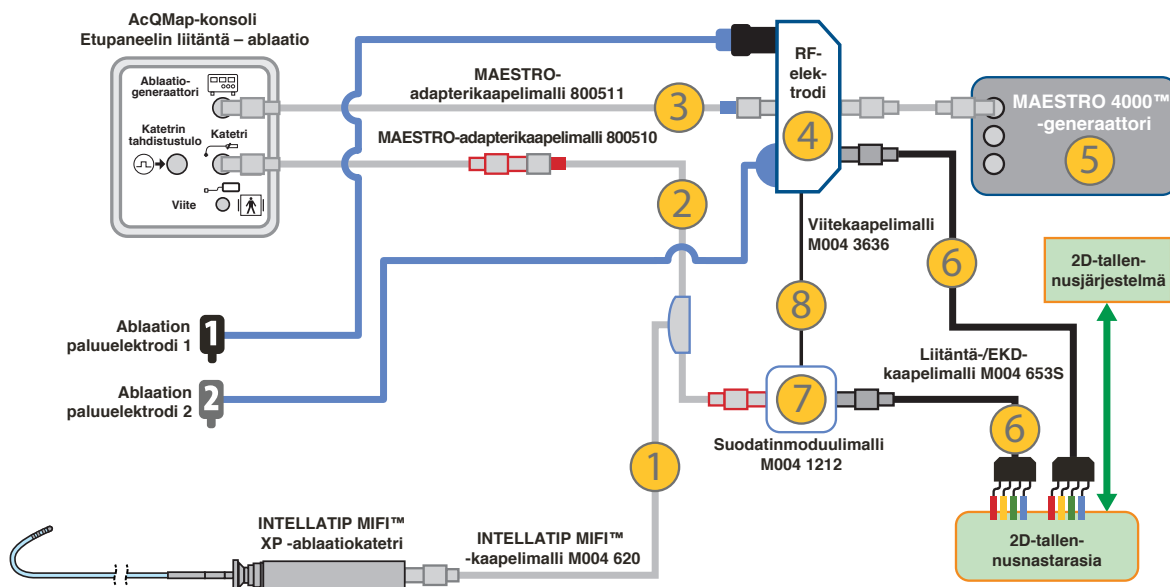 AcQMap-konsoli
Etupaneelin liitäntä – ablaatio
Ablaatio-
generaattori
Katetrin
tahdistustulo
Katetri
Viite
MAESTRO-
adapterikaapelimalli 800511
3
MAESTRO-adapterikaapelimalli 800510
2
RF-
elek-
trodi
4
MAESTRO 4000™
-generaattori
5
Viitekaapelimalli
M004 3636
6
2D-tallen-
nusjärjestelmä
8
Ablaation
paluuelektrodi 1
1
Ablaation
paluuelektrodi 2
2
Liitäntä-/EKD-
kaapelimalli M004 653S
7
6
Suodatinmoduulimalli
M004 1212
1
INTELLATIP MIFI™
XP -ablaatiokatetri
INTELLATIP MIFI™
-kaapelimalli M004 620
2D-tallen-
nusnastarasia